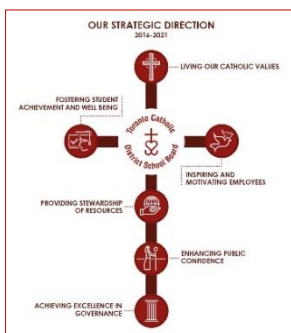 OUR STRATEGIC DIRECTION
2016-2021
LIVING OUR CATHOLIC VALUES
FOSTERING STUDENT
ACHIEVEMENT AND WELL BEING
Toronto Catholic
District School Board
INSPIRING AND
MOTIVATING EMPLOYEES
PROVIDING STEWARDSHIP
OF RESOURCES
ENHANCING PUBLIC
CONFIDENCE
ACHIEVING EXCELLENCE IN
GOVERNANCE